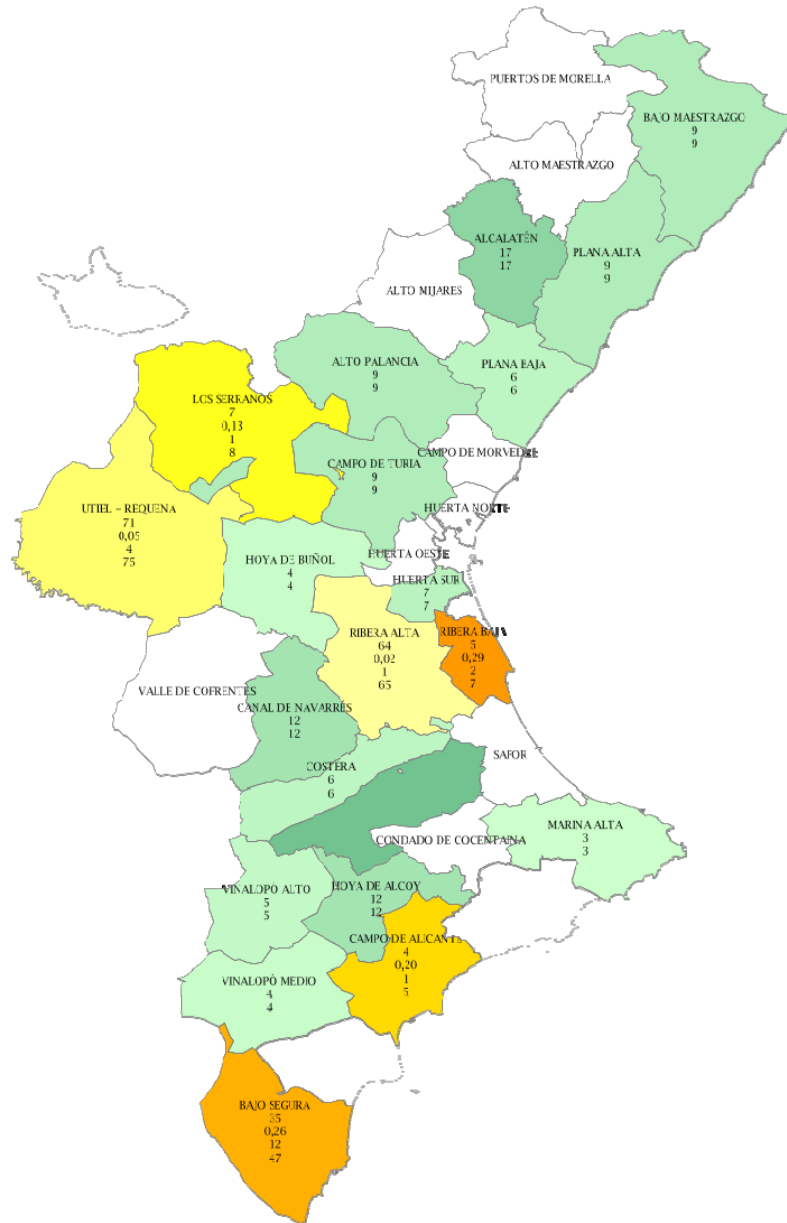 PUERTOS DE MORELLA
BAJO MAESTRAZGO
9
9
ALTO MAESTRAZGO
ALCALATÉN
17
17
PLANA ALTA
9
9
ALTO MIJARES
ALTO PALANCIA
9
9
PLANA BAJA
6
6
LOS SERRANOS
7
0,13
1
8
CAMPO DE MORVEDRE
CAMPO DE TURIA
9
9
UTIEL - REQUENA
71
0,05
4
75
HUERTA NORTE
HUERTA OESTE
HOYA DE BUÑOL
4
4
HUERTA SUR
7
7
RIBERA ALTA
64
0,02
1
65
RIBERA BAJA
5
0,29
2
7
VALLE DE COFRENTES
CANAL DE NAVARRÉS
12
12
SAFOR
COSTERA
6
6
MARINA ALTA
3
3
CONDADO DE COCENTAINA
VINALOPÓ ALTO
5
5
HOYA DE ALCOY
12
12
CAMPO DE ALICANTE
4
0,20
1
5
VINALOPÓ MEDIO
4
4
BAJO SEGURA
35
0,26
12
47